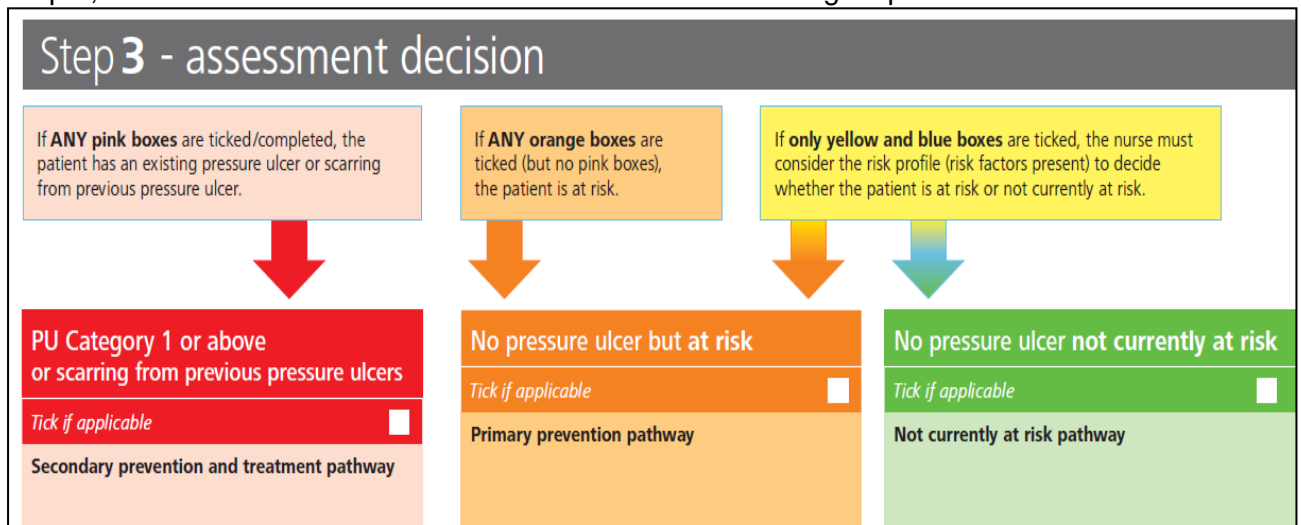 Step 3 - assessment decision
If ANY pink boxes are ticked/completed, the
patient has an existing pressure ulcer or scarring
from previous pressure ulcer.
If ANY orange boxes are
ticked (but no pink boxes),
the patient is at risk.
If only yellow and blue boxes are ticked, the nurse must
consider the risk profile (risk factors present) to decide
whether the patient is at risk or not currently at risk.
PU Category 1 or above
or scarring from previous pressure ulcers
Tick if applicable
Secondary prevention and treatment pathway
No pressure ulcer but at risk
Tick if applicable
Primary prevention pathway
No pressure ulcer not currently at risk
Tick if applicable
Not currently at risk pathway